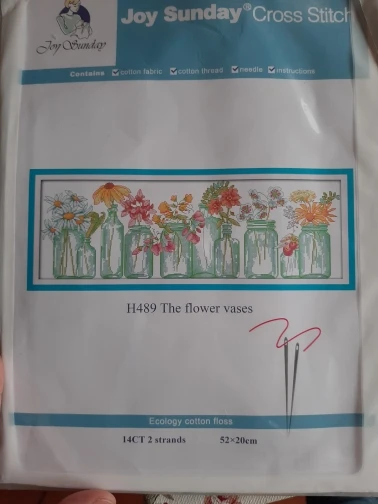 Joy Sunday® Cross Stitch
Joy Sunday
Contains cotton fabric cotton thread needle instructions
H489 The flower vases
Ecology cotton floss
14CT 2 strands 52×20cm